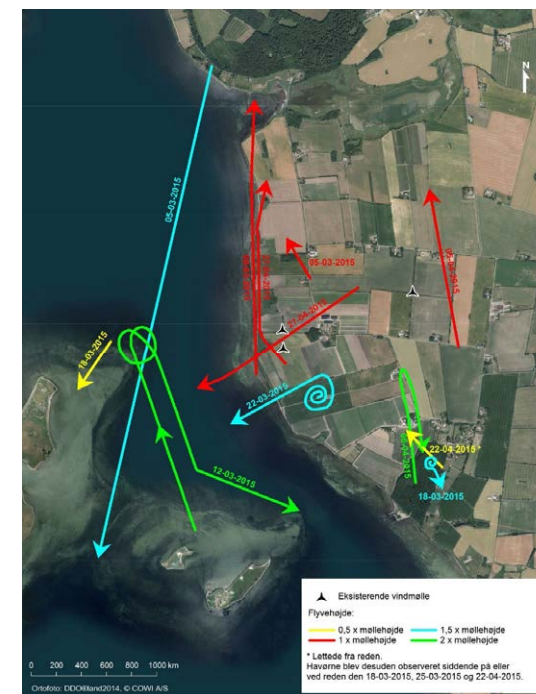 N
05-03-2015
05-03-2015
05-04-2015
18-03-2015
22-03-2015
22-04-2015 *
12-03-2015
18-03-2015
Eksisterende vindmølle
Flyvehøjde:
0,5 x møllehøjde
1,5 x møllehøjde
1 x møllehøjde
2 x møllehøjde
* Lettede fra reden.
Havørne blev desuden observeret siddende på eller
ved reden den 18-03-2015, 25-03-2015 og 22-04-2015.
0 200 400 600 800 1000 km
Ortofoto: DDO®land2014, © COWI A/S